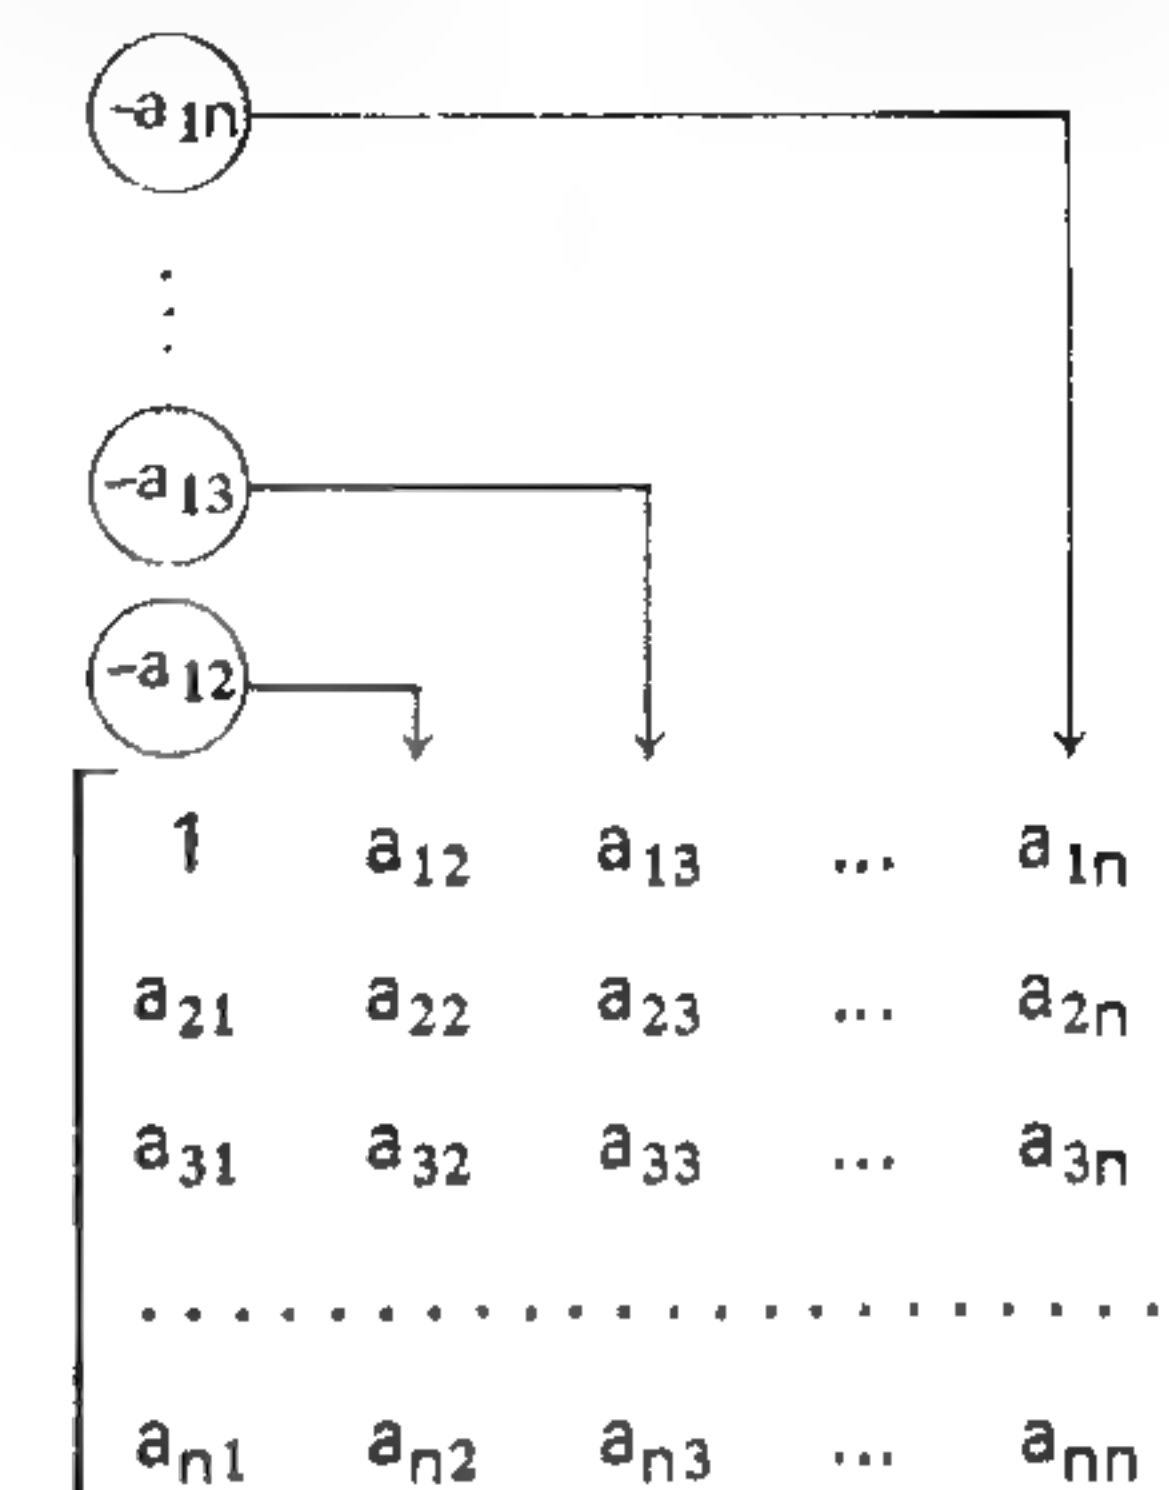 -a1n
-a13
-a12
1 a12 a13 ... a1n
a21 a22 a23 ... a2n
a31 a32 a33 ... a3n
an1 an2 an3 ... ann